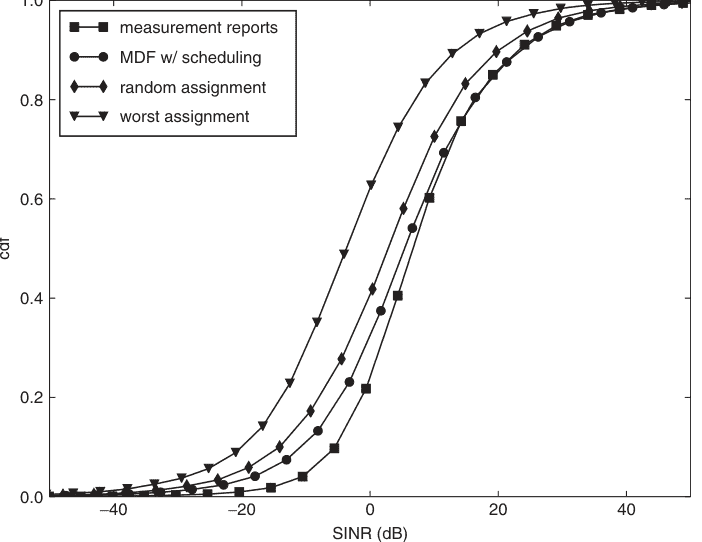 1.0
measurement reports
MDF w/ scheduling
random assignment
worst assignment
0.8
0.6
cdf
0.4
0.2
0.0
−40 −20 0 20 40
SINR (dB)